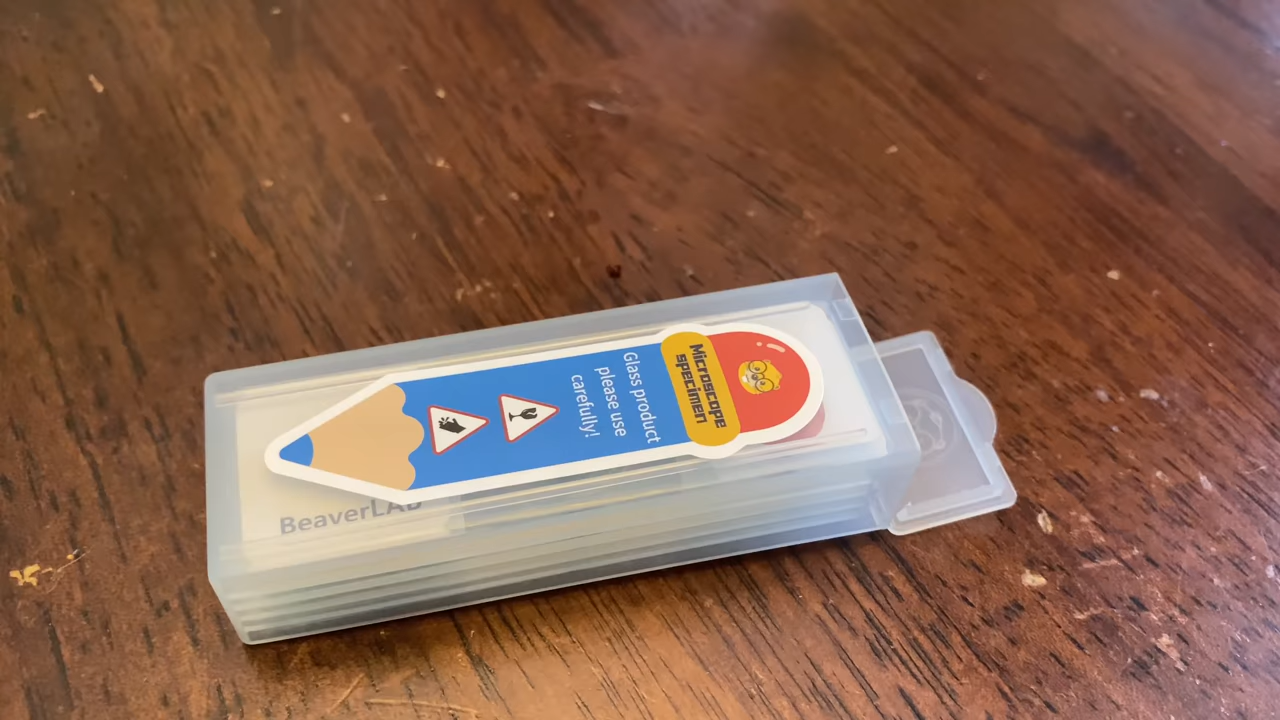 Microscope
specimen
Glass product
please use
carefully!
BeaverLAB